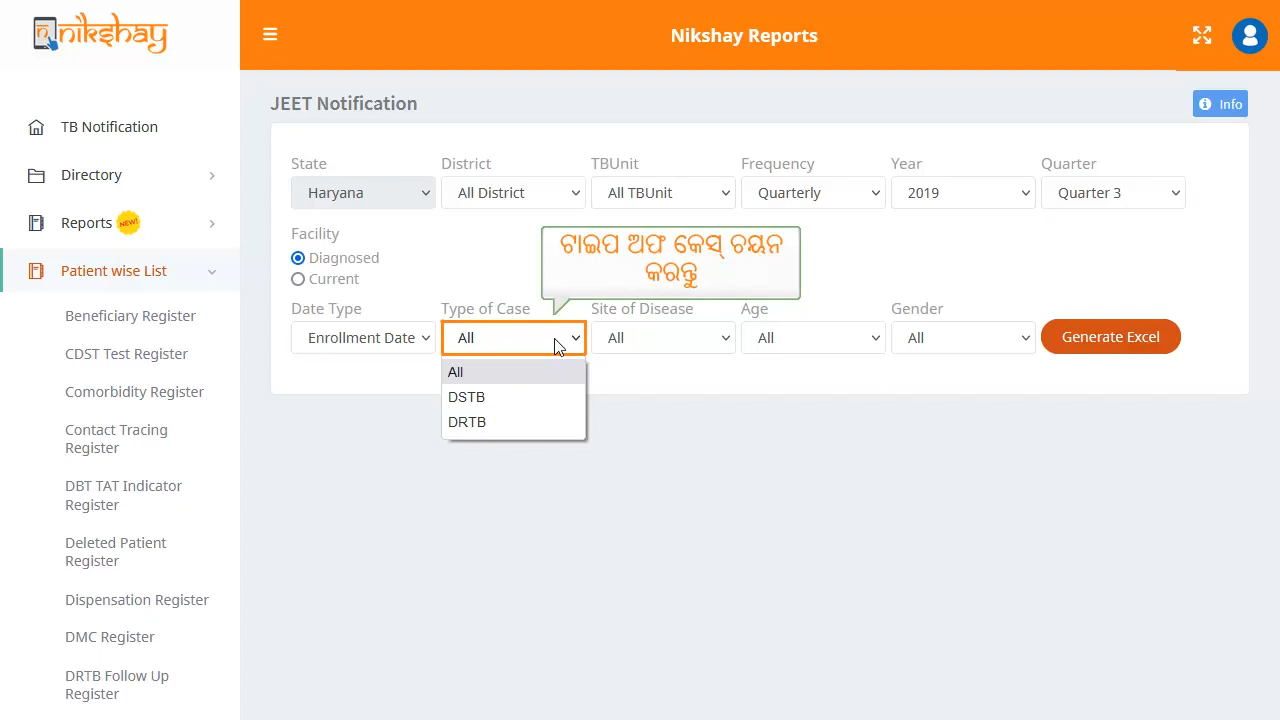 nikshay
Nikshay Reports
TB Notification
Directory
Reports NEW!
Patient wise List
Beneficiary Register
CDST Test Register
Comorbidity Register
Contact Tracing
Register
DBT TAT Indicator
Register
Deleted Patient
Register
Dispensation Register
DMC Register
DRTB Follow Up
Register
JEET Notification
Info
State District TBUnit Frequency Year Quarter
Haryana All District All TBUnit Quarterly 2019 Quarter 3
Facility
Diagnosed
Current
ଟାଇପ ଅଫ କେସ୍ ଚୟନ
କରନ୍ତୁ
Date Type Type of Case Site of Disease Age Gender
Enrollment Date All All All All Generate Excel
All
DSTB
DRTB